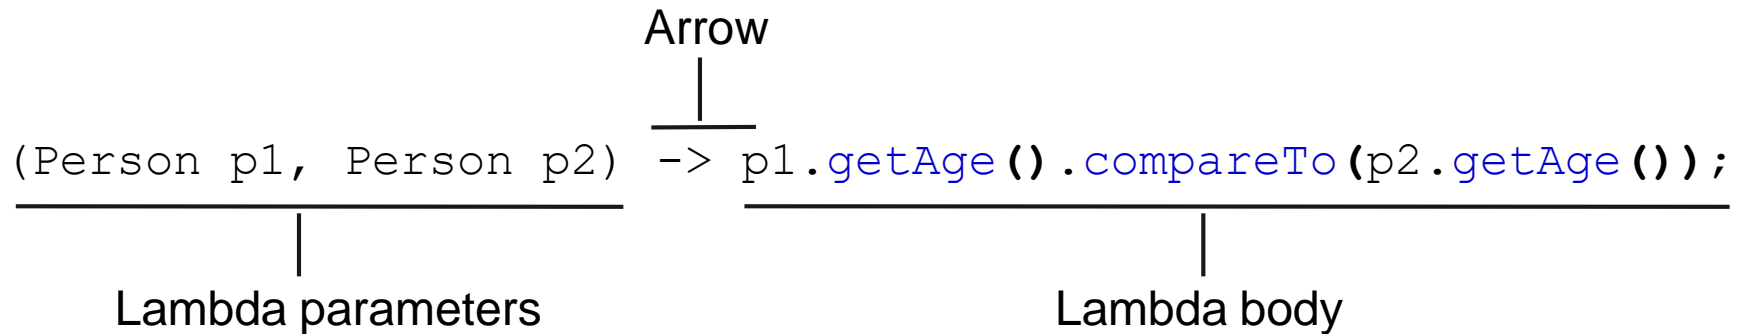 Arrow
(Person p1, Person p2) -> p1.getAge().compareTo(p2.getAge());
Lambda parameters
Lambda body